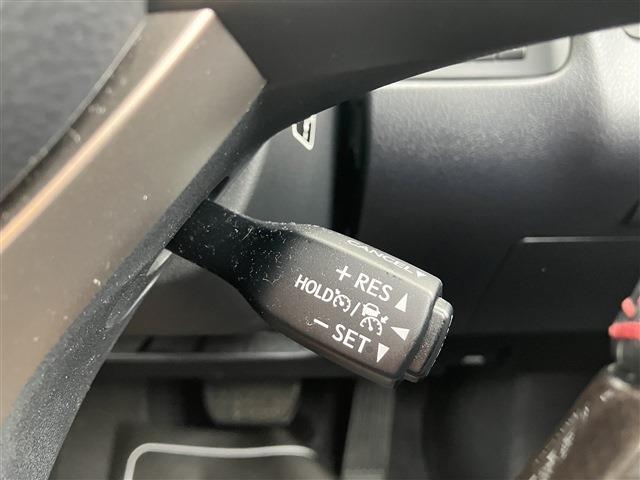 CANCEL
+ RES
HOLD /
− SET